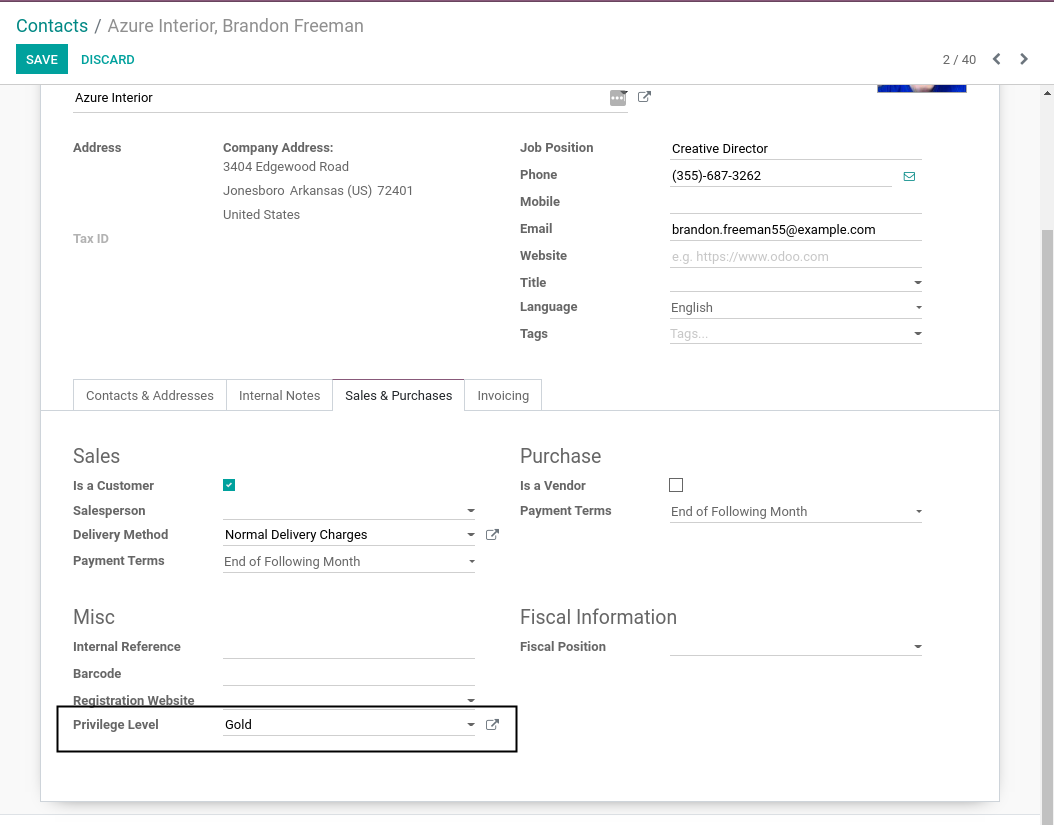 Contacts / Azure Interior, Brandon Freeman
SAVE DISCARD
2 / 40
Azure Interior
Address
Company Address:
3404 Edgewood Road
Jonesboro Arkansas (US) 72401
United States
Tax ID
Job Position Creative Director
Phone (355)-687-3262
Mobile
Email brandon.freeman55@example.com
Website e.g. https://www.odoo.com
Title
Language English
Tags Tags...
Contacts & Addresses Internal Notes Sales & Purchases Invoicing
Sales
Is a Customer
Salesperson
Delivery Method Normal Delivery Charges
Payment Terms End of Following Month
Purchase
Is a Vendor
Payment Terms End of Following Month
Misc
Internal Reference
Barcode
Registration Website
Privilege Level Gold
Fiscal Information
Fiscal Position